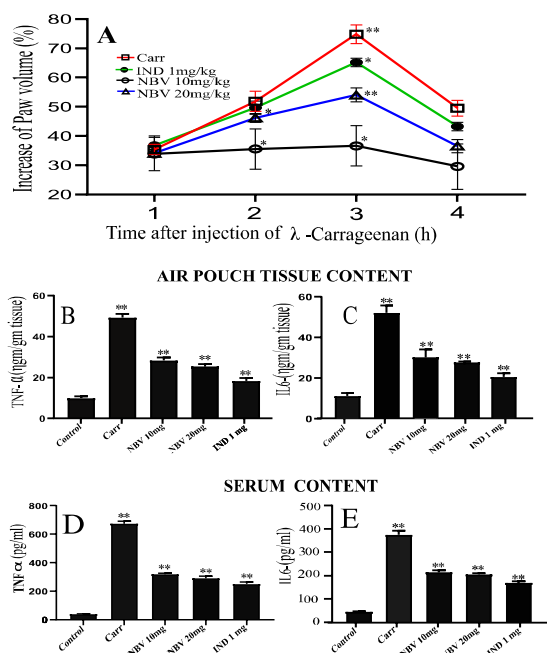 A
Carr
IND 1mg/kg
NBV 10mg/kg
NBV 20mg/kg
**
*
*
**
*
*
Increase of Paw volume (%)
80
70
60
50
40
30
20
1 2 3 4
Time after injection of λ -Carrageenan (h)
AIR POUCH TISSUE CONTENT
B
TNF- α(ηgm/gm tissue)
60
40
20
0
** ** ** **
Control Carr NBV 10mg NBV 20mg IND 1 mg
C
IL6-(ηgm/gm tissue)
60
40
20
0
** ** ** **
Control Carr NBV 10mg NBV 20mg IND 1 mg
SERUM CONTENT
D
TNF α (pg/ml)
800
600
400
200
0
** ** ** **
Control Carr NBV 10mg NBV 20mg IND 1 mg
E
IL6-(pg/ml)
500
400
300
200
100
0
** ** ** **
Control Carr NBV 10mg NBV 20mg IND 1 mg